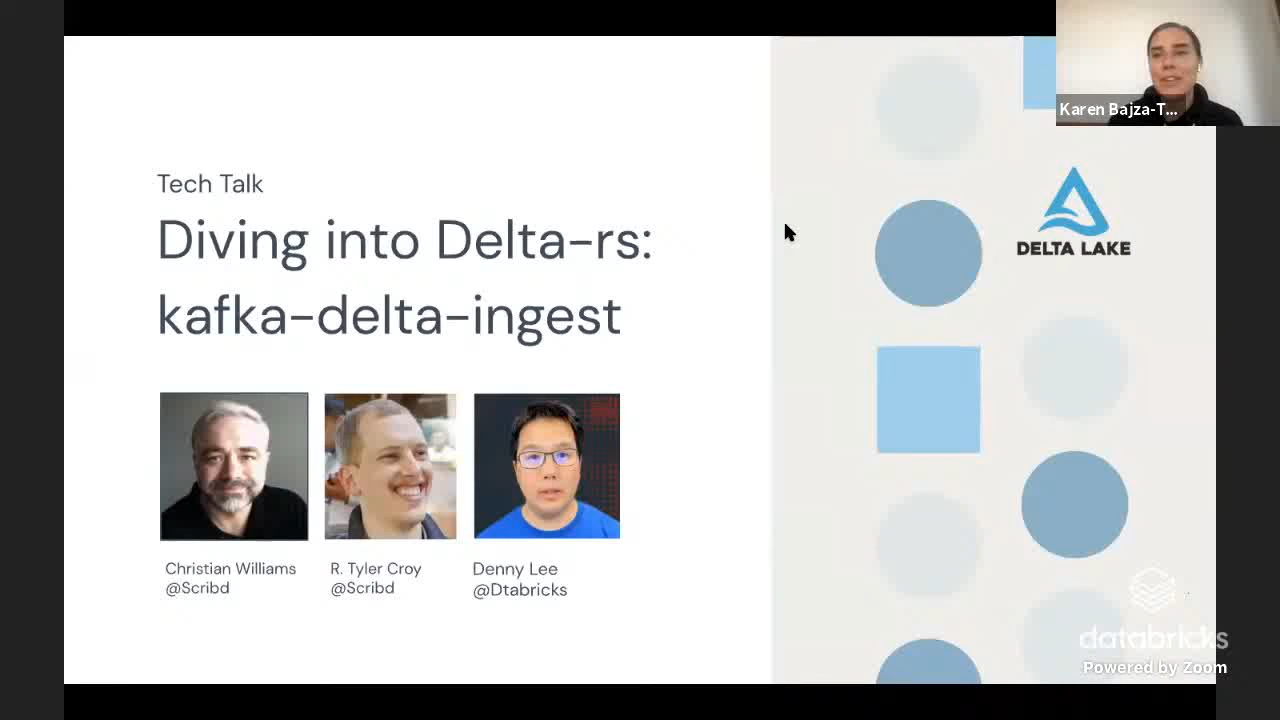 Karen Bajza-T...
Tech Talk
Diving into Delta-rs:
kafka-delta-ingest
DELTA LAKE
Christian Williams
@Scribd
R. Tyler Croy
@Scribd
Denny Lee
@Dtabricks
databricks
Powered by Zoom